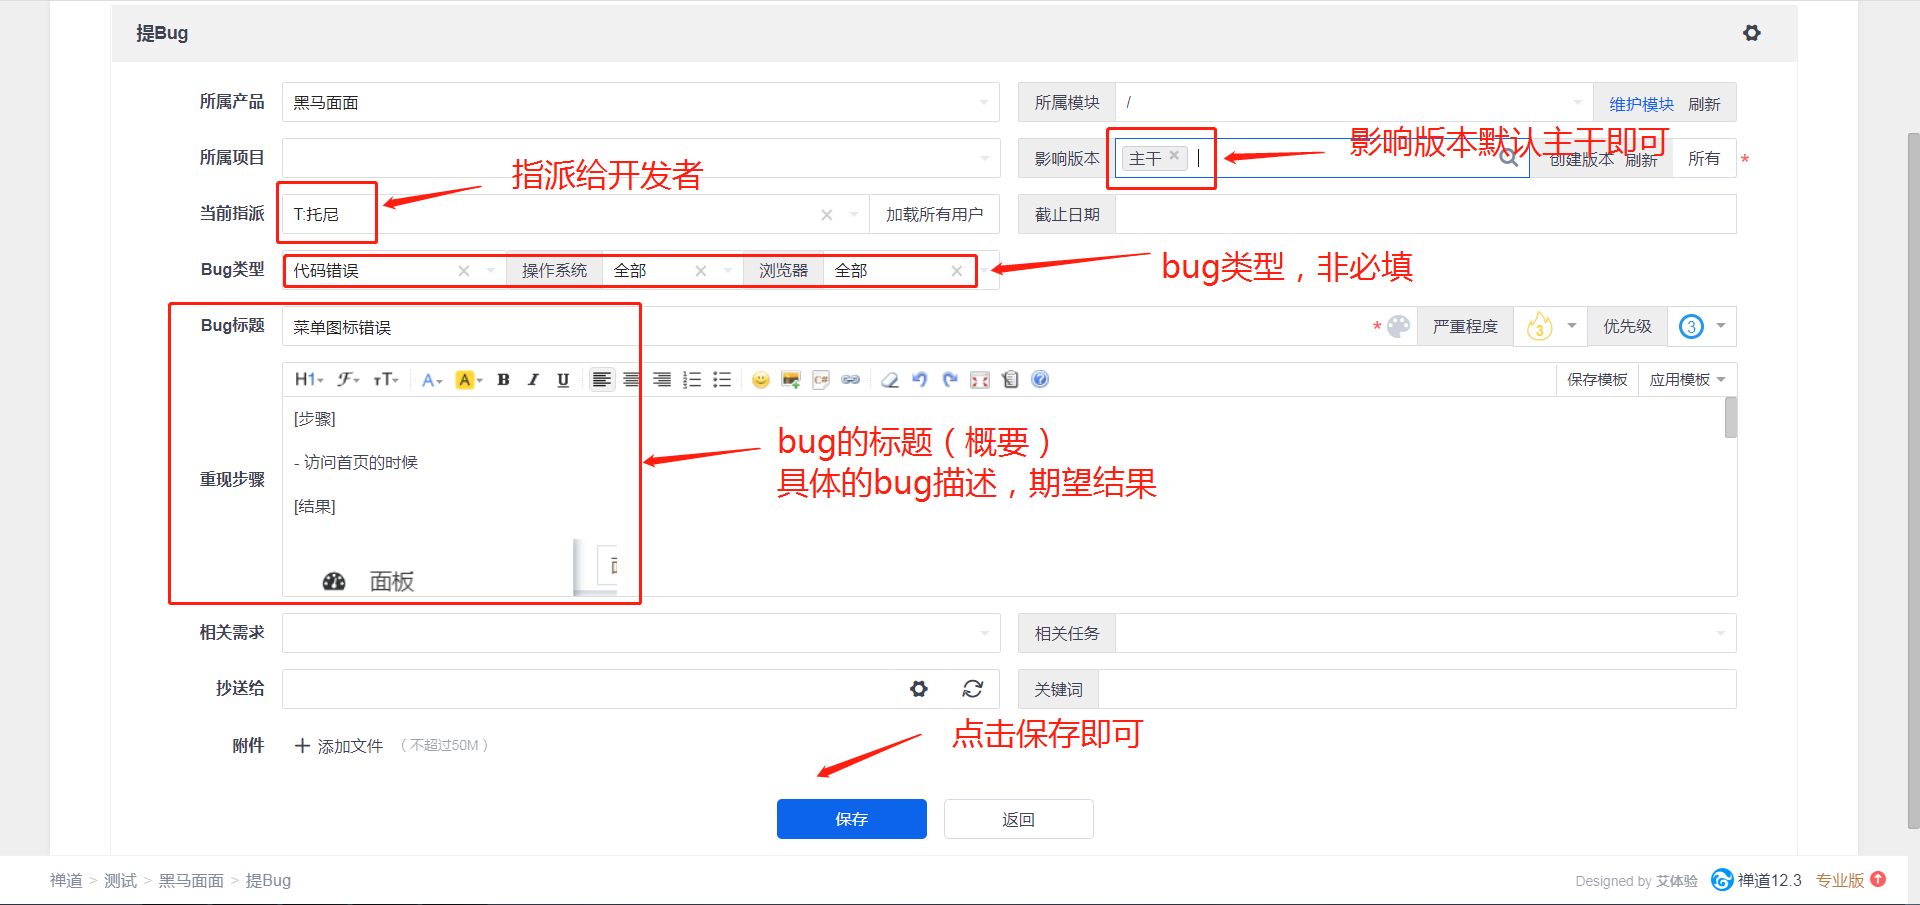 提Bug
所属产品 黑马面面 所属模块 / 维护模块 刷新
影响版本默认主干即可
所属项目 影响版本 主干 × 创建版本 刷新 所有 *
指派给开发者
当前指派 T:托尼 × 加载所有用户 截止日期
Bug类型 代码错误 × 操作系统 全部 × 浏览器 全部 ×
bug类型，非必填
Bug标题 菜单图标错误 * 严重程度 3 优先级 3
H1 F TT A A B I U C# 保存模板 应用模板
[步骤]
- 访问首页的时候
bug的标题（概要）
具体的bug描述，期望结果
重现步骤
[结果]
面板
相关需求 相关任务
抄送给 关键词
点击保存即可
附件 添加文件 （不超过50M）
保存 返回
禅道 > 测试 > 黑马面面 > 提Bug Designed by 艾体验 禅道12.3 专业版